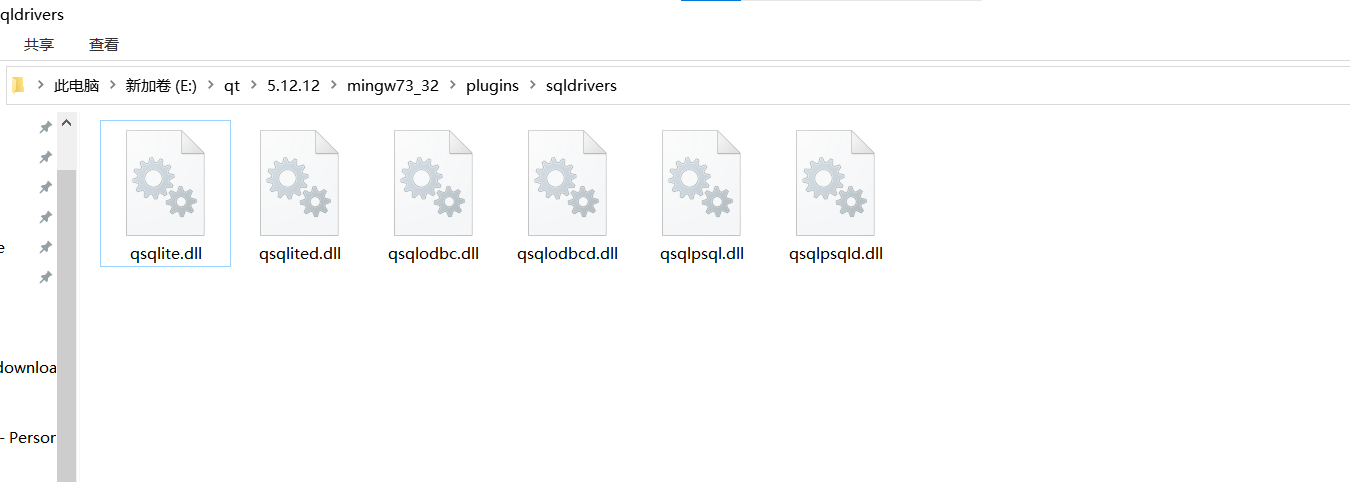 qldrivers
共享 查看
此电脑 新加卷 (E:) qt 5.12.12 mingw73_32 plugins sqldrivers
qsqlite.dll qsqlited.dll qsqlodbc.dll qsqlodbcd.dll qsqlpsql.dll qsqlpsqld.dll
e
downloa
- Person